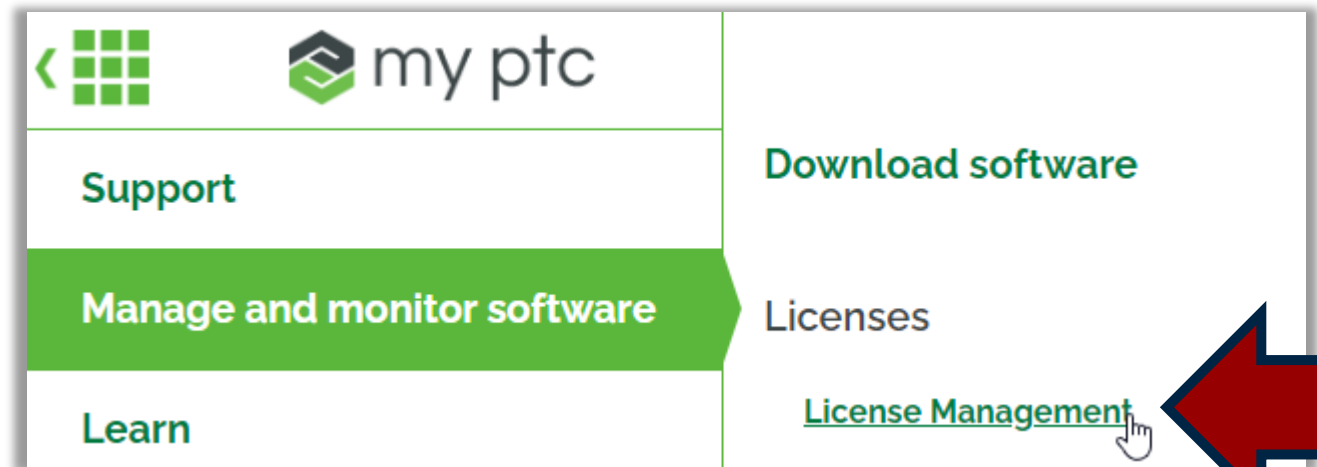 my ptc
Support
Manage and monitor software
Learn
Download software
Licenses
License Management